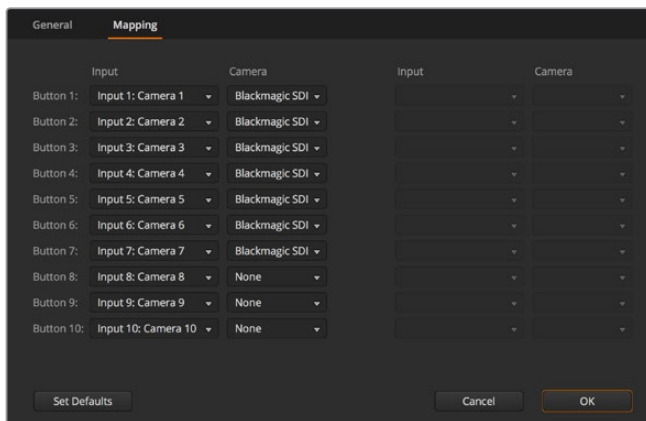 General Mapping
Input Camera Input Camera
Button 1: Input 1: Camera 1 Blackmagic SDI
Button 2: Input 2: Camera 2 Blackmagic SDI
Button 3: Input 3: Camera 3 Blackmagic SDI
Button 4: Input 4: Camera 4 Blackmagic SDI
Button 5: Input 5: Camera 5 Blackmagic SDI
Button 6: Input 6: Camera 6 Blackmagic SDI
Button 7: Input 7: Camera 7 Blackmagic SDI
Button 8: Input 8: Camera 8 None
Button 9: Input 9: Camera 9 None
Button 10: Input 10: Camera 10 None
Set Defaults Cancel OK